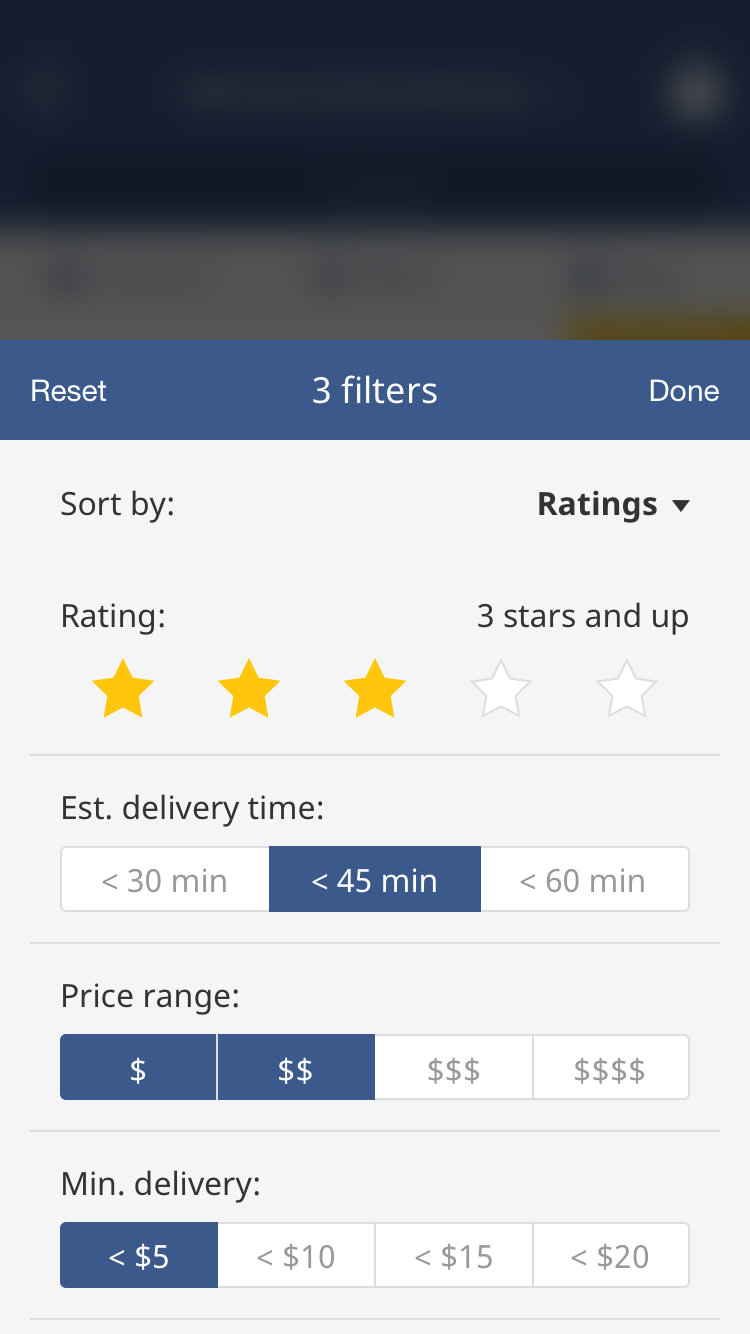 Reset 3 filters Done
Sort by: Ratings
Rating: 3 stars and up
Est. delivery time:
< 30 min < 45 min < 60 min
Price range:
$ $$ $$$ $$$$
Min. delivery:
< $5 < $10 < $15 < $20